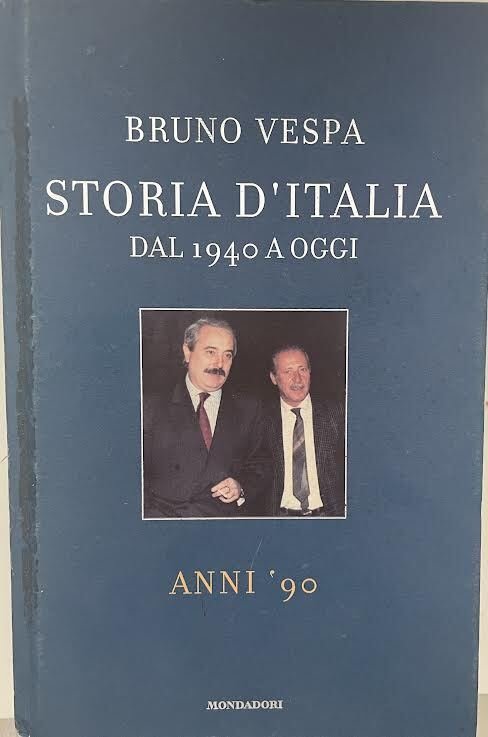 BRUNO VESPA
STORIA D'ITALIA
DAL 1940 A OGGI
ANNI '90
MONDADORI